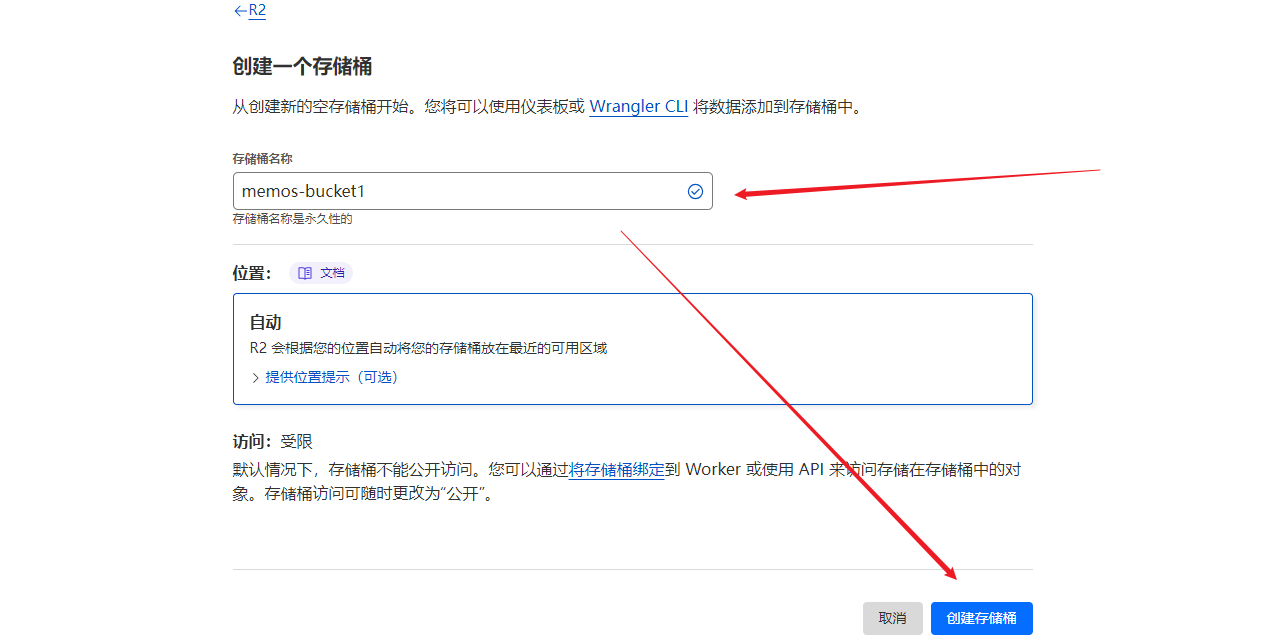 ←R2
创建一个存储桶
从创建新的空存储桶开始。您将可以使用仪表板或 Wrangler CLI 将数据添加到存储桶中。
存储桶名称
memos-bucket1
存储桶名称是永久性的
位置： 文档
自动
R2 会根据您的位置自动将您的存储桶放在最近的可用区域
提供位置提示（可选）
访问：受限
默认情况下，存储桶不能公开访问。您可以通过将存储桶绑定到 Worker 或使用 API 来访问存储在存储桶中的对
象。存储桶访问可随时更改为“公开”。
取消 创建存储桶